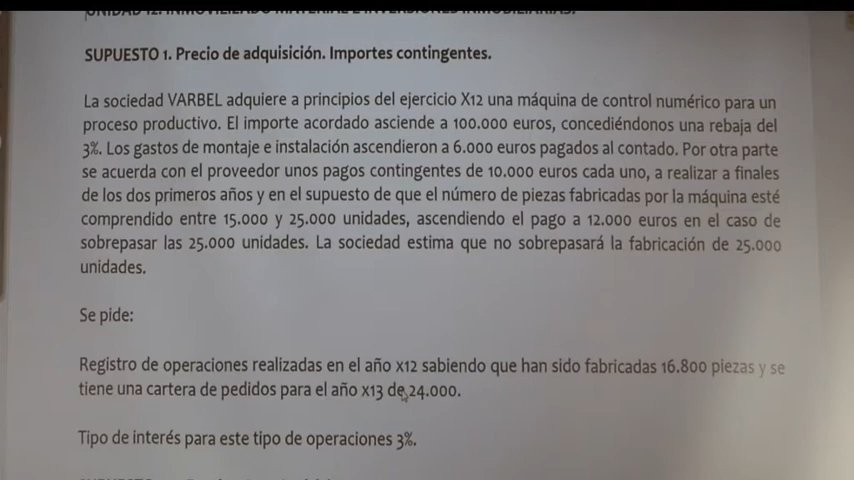 UNIDAD 12. INMOVILIZADO MATERIAL E INVERSIONES INMOBILIARIAS.
SUPUESTO 1. Precio de adquisición. Importes contingentes.
La sociedad VARBEL adquiere a principios del ejercicio X12 una máquina de control numérico para un
proceso productivo. El importe acordado asciende a 100.000 euros, concediéndonos una rebaja del
3%. Los gastos de montaje e instalación ascendieron a 6.000 euros pagados al contado. Por otra parte
se acuerda con el proveedor unos pagos contingentes de 10.000 euros cada uno, a realizar a finales
de los dos primeros años y en el supuesto de que el número de piezas fabricadas por la máquina esté
comprendido entre 15.000 y 25.000 unidades, ascendiendo el pago a 12.000 euros en el caso de
sobrepasar las 25.000 unidades. La sociedad estima que no sobrepasará la fabricación de 25.000
unidades.
Se pide:
Registro de operaciones realizadas en el año x12 sabiendo que han sido fabricadas 16.800 piezas y se
tiene una cartera de pedidos para el año x13 de 24.000.
Tipo de interés para este tipo de operaciones 3%.